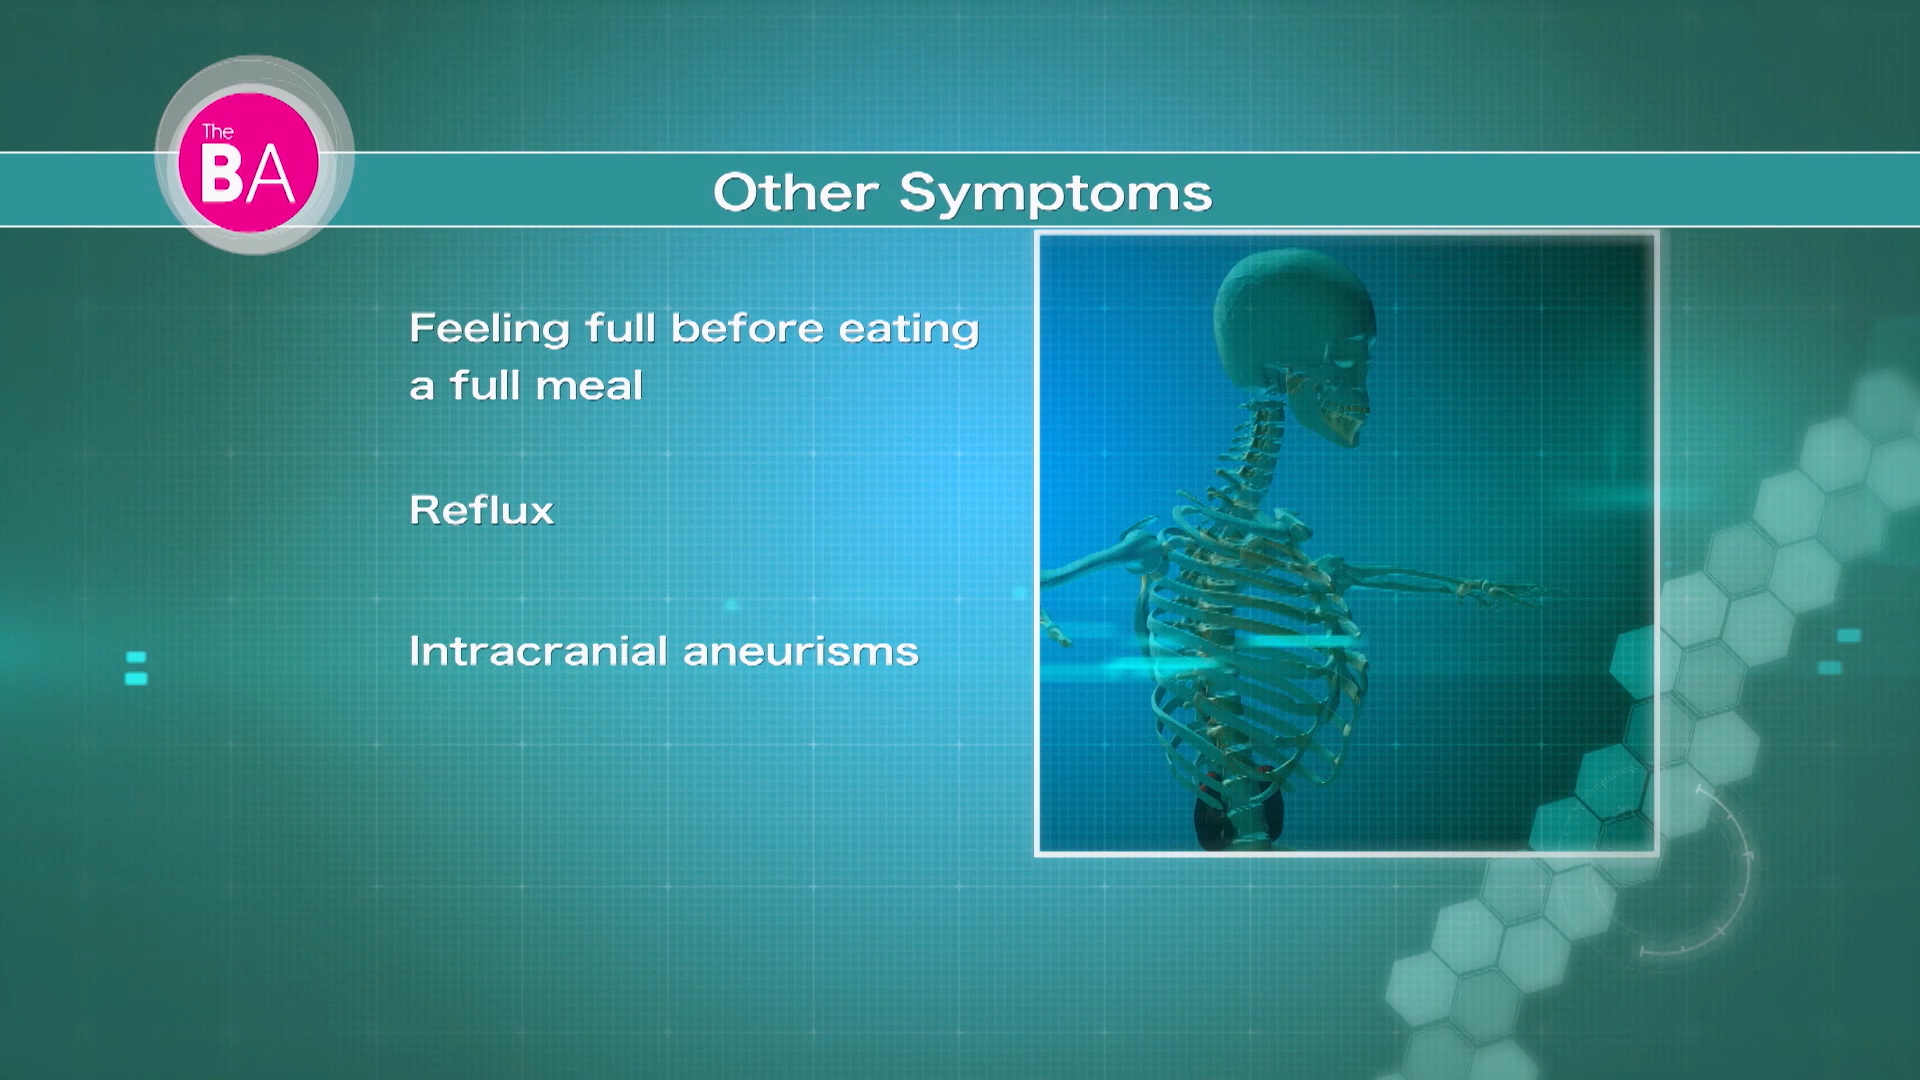 The
BA
Other Symptoms
Feeling full before eating
a full meal
Reflux
Intracranial aneurisms